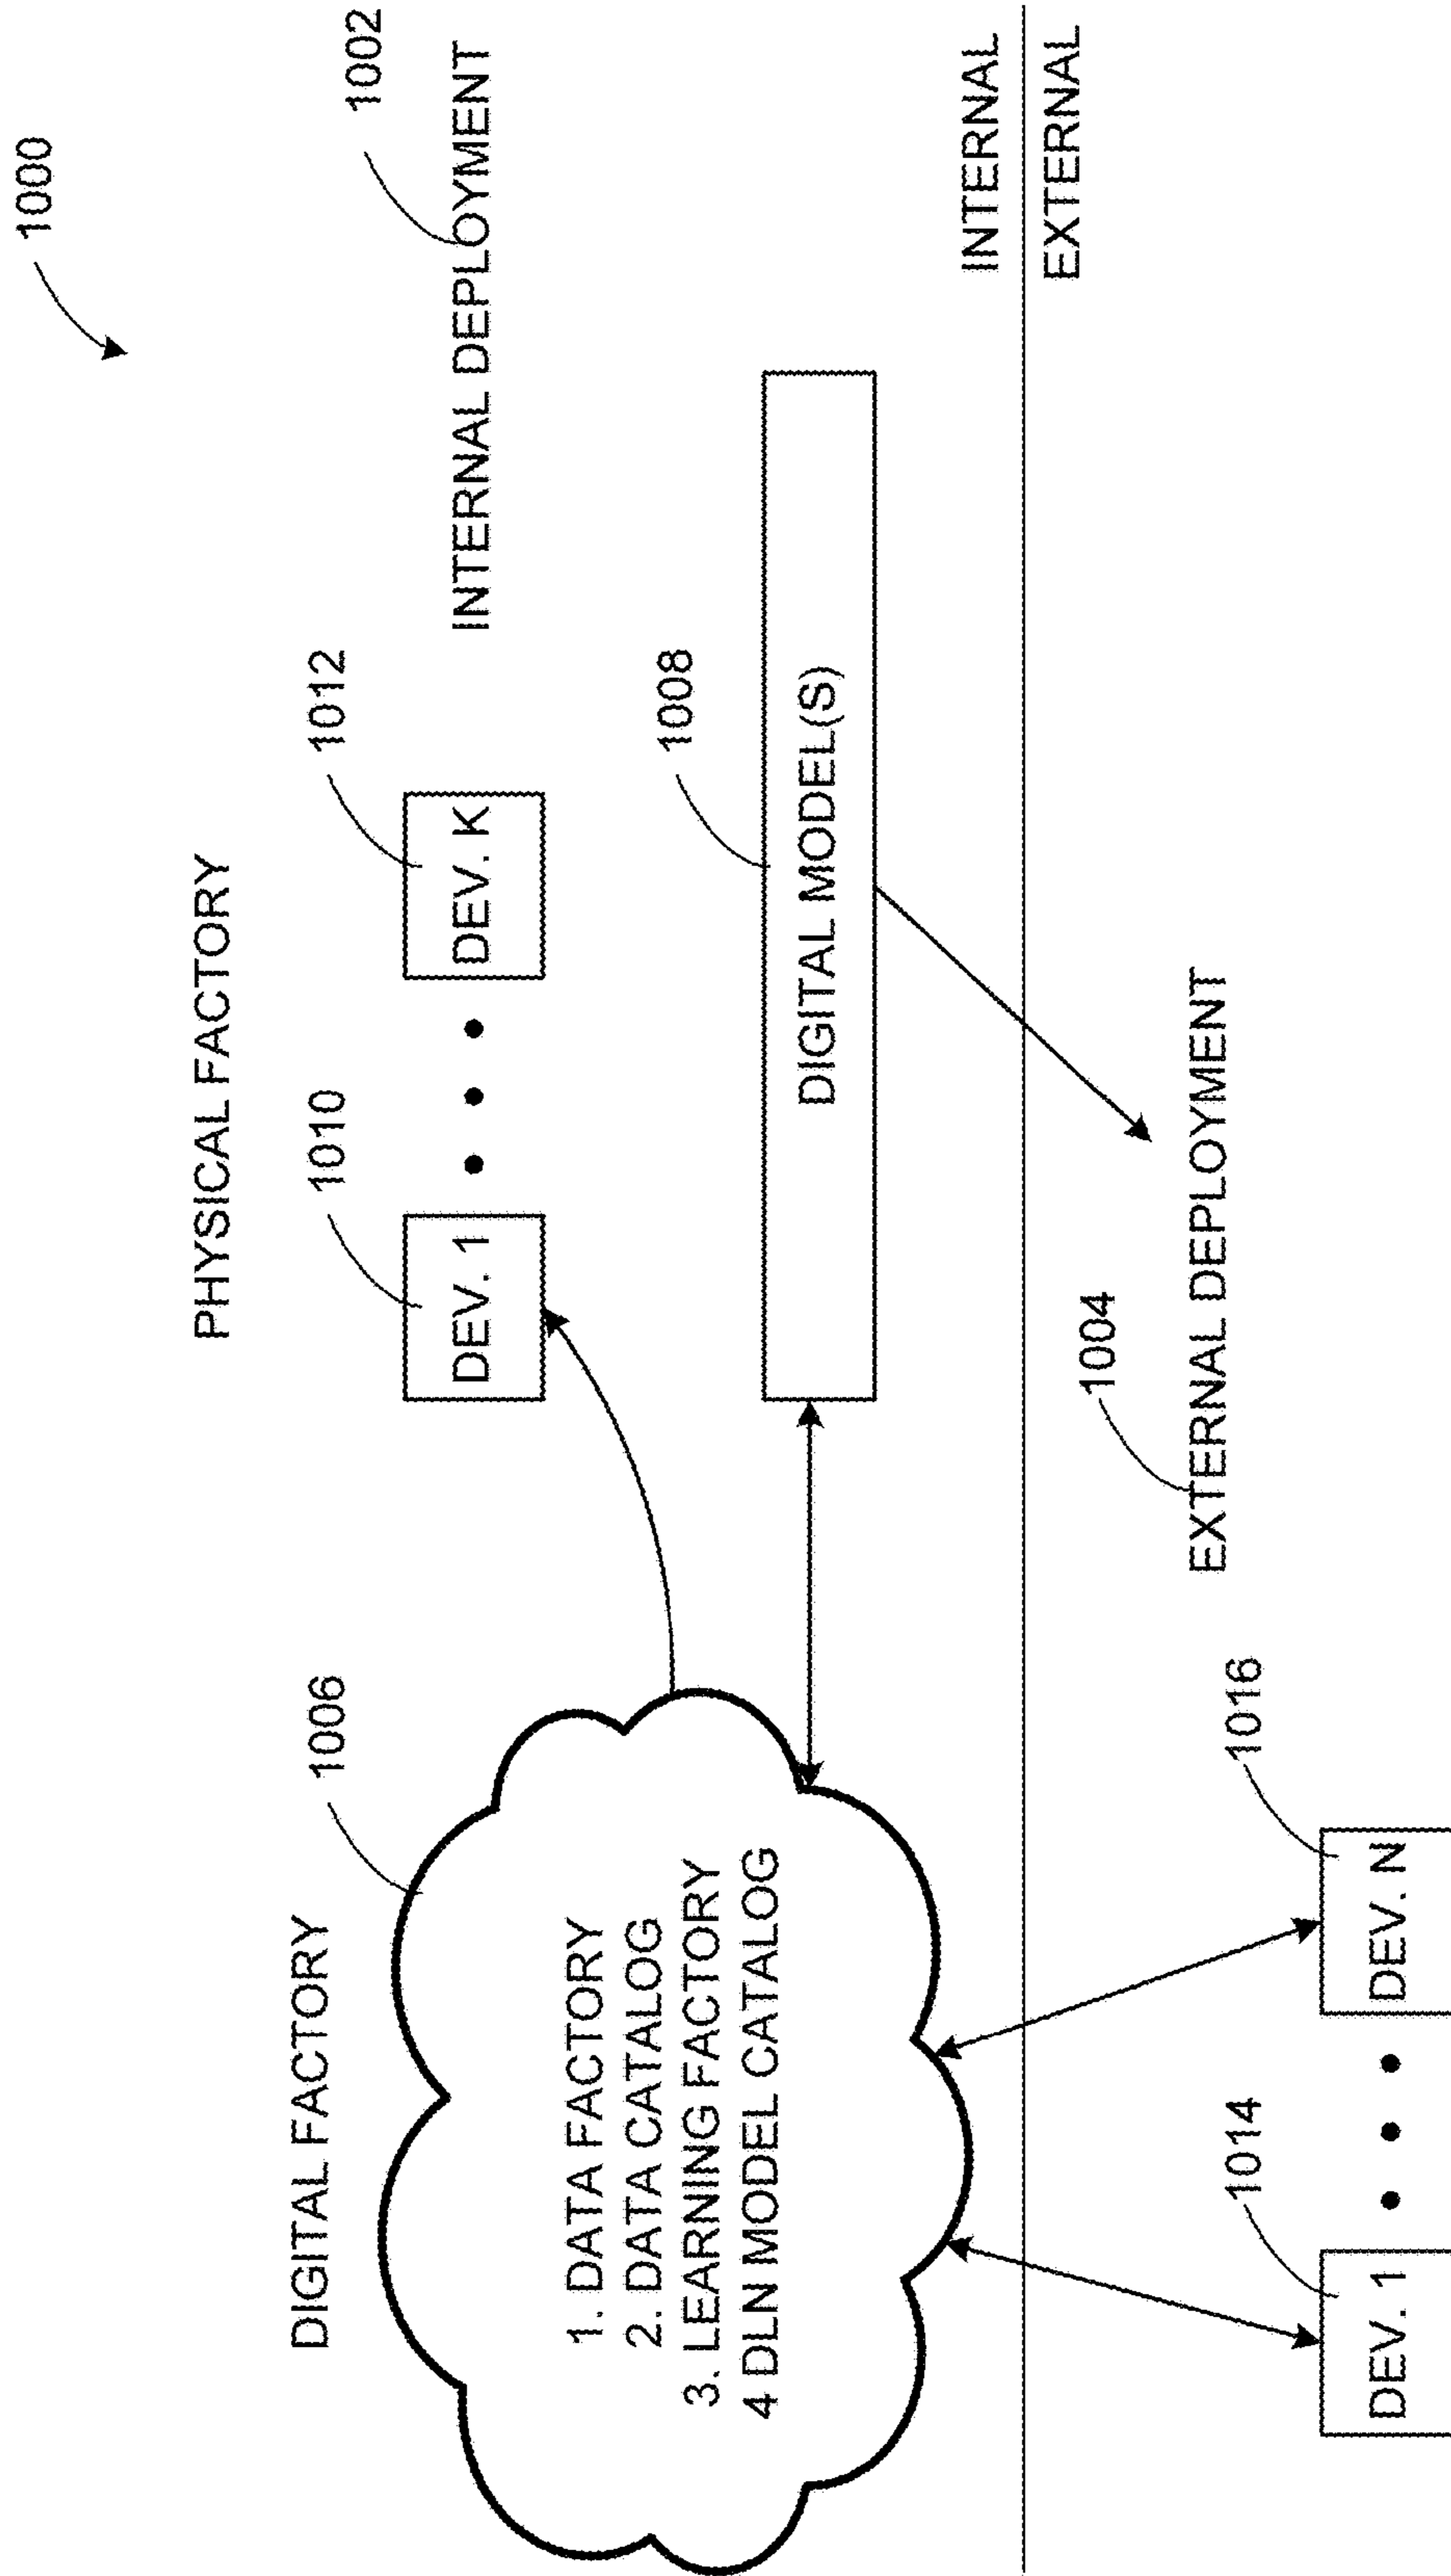 1000
PHYSICAL FACTORY
1002
DIGITAL FACTORY
1006
1010
1012
DEV. 1
DEV. K
INTERNAL DEPLOYMENT
1. DATA FACTORY
2. DATA CATALOG
3. LEARNING FACTORY
4 DLN MODEL CATALOG
1008
DIGITAL MODEL(S)
INTERNAL
EXTERNAL
1004
EXTERNAL DEPLOYMENT
1014
1016
DEV. 1
DEV. N